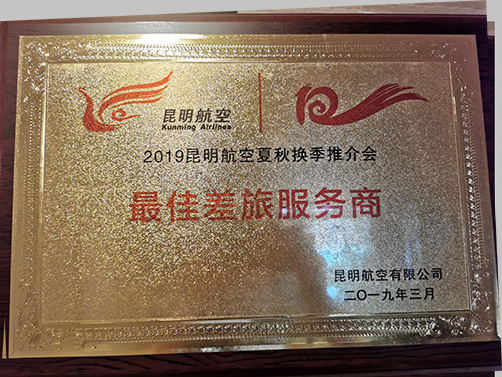 昆明航空
Kunming Airlines
2019昆明航空夏秋换季推介会
最佳差旅服务商
昆明航空有限公司
二〇一九年三月